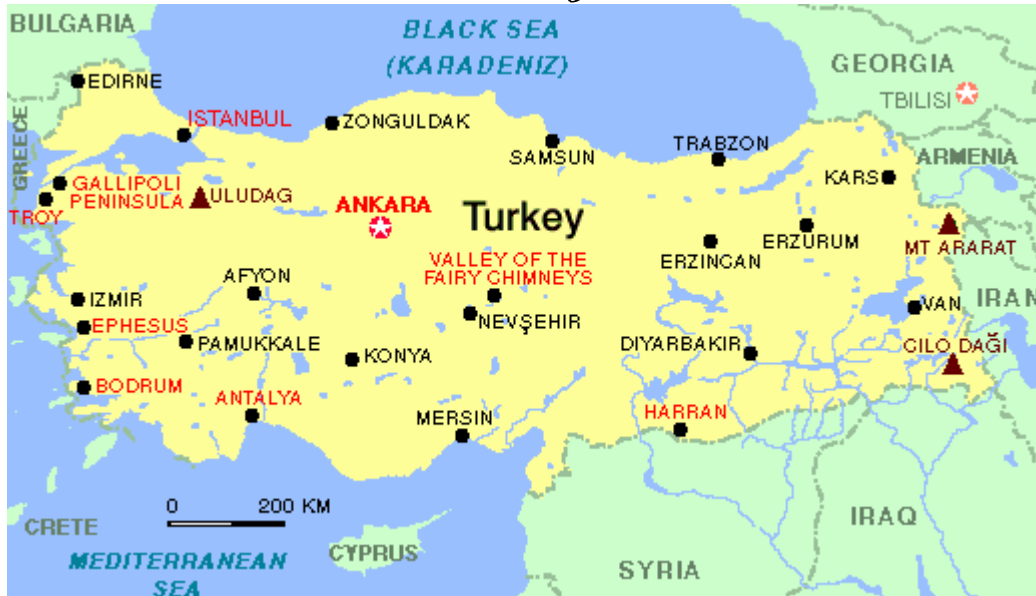 BULGARIA
BLACK SEA
(KARADENIZ)
GEORGIA
TBILISI
EDIRNE
ISTANBUL
ZONGULDAK
SAMSUN
TRABZON
ARMENIA
GREECE
KARS
GALLIPOLI
PENINSULA
ULUDAG
TROY
ANKARA
Turkey
ERZINCAN
ERZURUM
MT ARARAT
VALLEY OF THE
FAIRY CHIMNEYS
AFYON
IZMIR
NEVŞEHIR
VAN
IRAN
EPHESUS
PAMUKKALE
KONYA
DIYARBAKIR
CILO DAĞI
BODRUM
ANTALYA
MERSIN
HARRAN
0 200 KM
CRETE
CYPRUS
IRAQ
MEDITERRANEAN
SEA
SYRIA